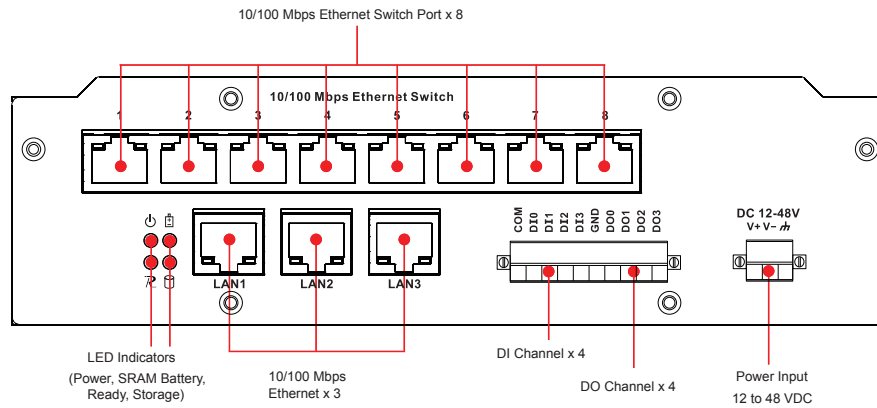 10/100 Mbps Ethernet Switch Port x 8
10/100 Mbps Ethernet Switch
1 2 3 4 5 6 7 8
COM DI0 DI1 DI2 DI3 GND DO0 DO1 DO2 DO3
DC 12-48V
V+ V-
LAN1 LAN2 LAN3
LED Indicators
(Power, SRAM Battery,
Ready, Storage)
10/100 Mbps
Ethernet x 3
DI Channel x 4
DO Channel x 4
Power Input
12 to 48 VDC